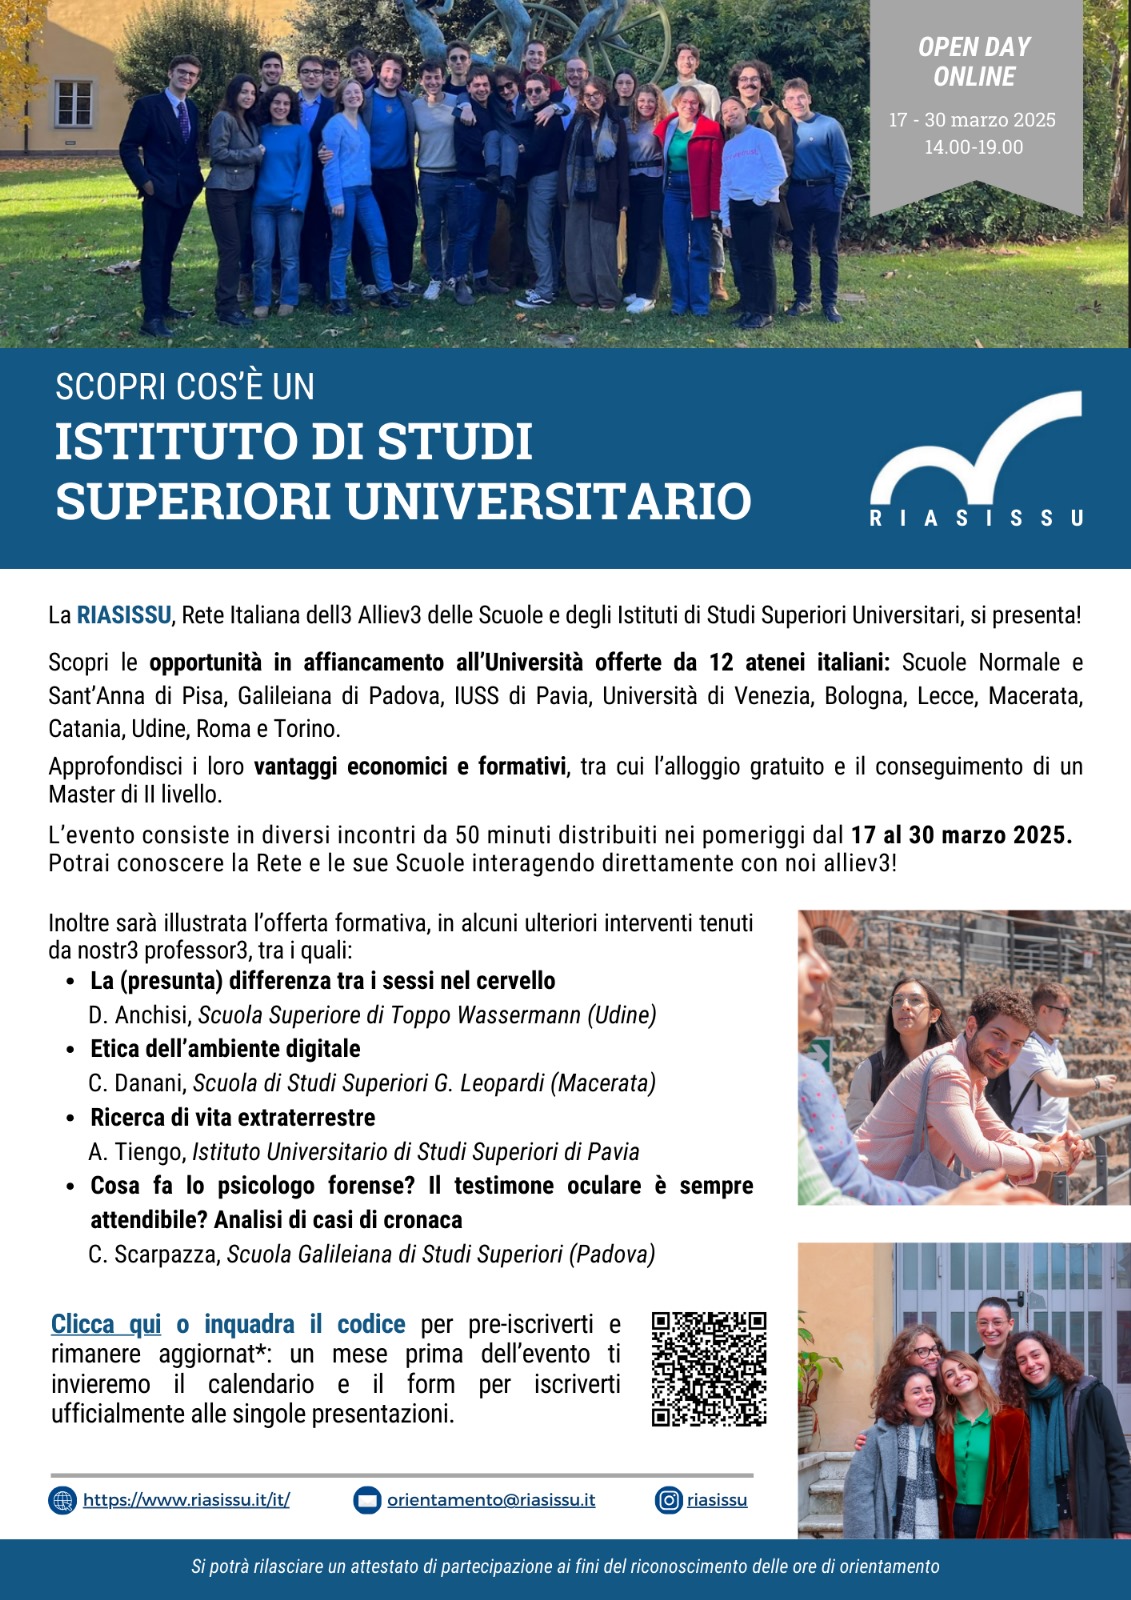 OPEN DAY
ONLINE
17 - 30 marzo 2025
14.00-19.00
SCOPRI COS’È UN
ISTITUTO DI STUDI
SUPERIORI UNIVERSITARIO
RIASISSU
La RIASISSU, Rete Italiana dell3 Alliev3 delle Scuole e degli Istituti di Studi Superiori Universitari, si presenta!
Scopri le opportunità in affiancamento all’Università offerte da 12 atenei italiani: Scuole Normale e
Sant’Anna di Pisa, Galileiana di Padova, IUSS di Pavia, Università di Venezia, Bologna, Lecce, Macerata,
Catania, Udine, Roma e Torino.
Approfondisci i loro vantaggi economici e formativi, tra cui l’alloggio gratuito e il conseguimento di un
Master di II livello.
L’evento consiste in diversi incontri da 50 minuti distribuiti nei pomeriggi dal 17 al 30 marzo 2025.
Potrai conoscere la Rete e le sue Scuole interagendo direttamente con noi alliev3!
Inoltre sarà illustrata l’offerta formativa, in alcuni ulteriori interventi tenuti
da nostr3 professor3, tra i quali:
• La (presunta) differenza tra i sessi nel cervello
D. Anchisi, Scuola Superiore di Toppo Wassermann (Udine)
• Etica dell’ambiente digitale
C. Danani, Scuola di Studi Superiori G. Leopardi (Macerata)
• Ricerca di vita extraterrestre
A. Tiengo, Istituto Universitario di Studi Superiori di Pavia
• Cosa fa lo psicologo forense? Il testimone oculare è sempre
attendibile? Analisi di casi di cronaca
C. Scarpazza, Scuola Galileiana di Studi Superiori (Padova)
Clicca qui o inquadra il codice per pre-iscriverti e
rimanere aggiornat*: un mese prima dell’evento ti
invieremo il calendario e il form per iscriverti
ufficialmente alle singole presentazioni.
https://www.riasissu.it/it/
orientamento@riasissu.it
riasissu
Si potrà rilasciare un attestato di partecipazione ai fini del riconoscimento delle ore di orientamento